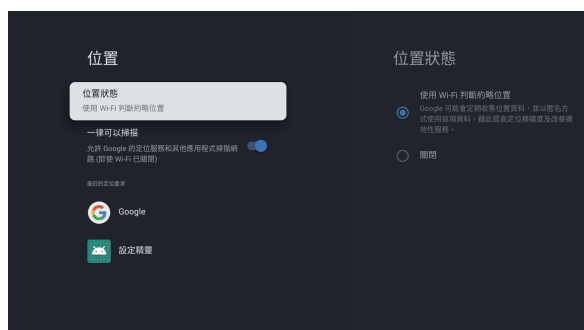 位置
位置狀態
使用 Wi-Fi 判斷約略位置
一律可以掃描
允許 Google 的定位服務和其他應用程式掃描網
路 (即使 Wi-Fi 已關閉)
最近的定位要求
Google
設定精靈
位置狀態
使用 Wi-Fi 判斷約略位置
Google 可能會定期收集位置資料，並以匿名方
式使用這項資料，藉此提高定位精確度及改善適
地性服務。
關閉